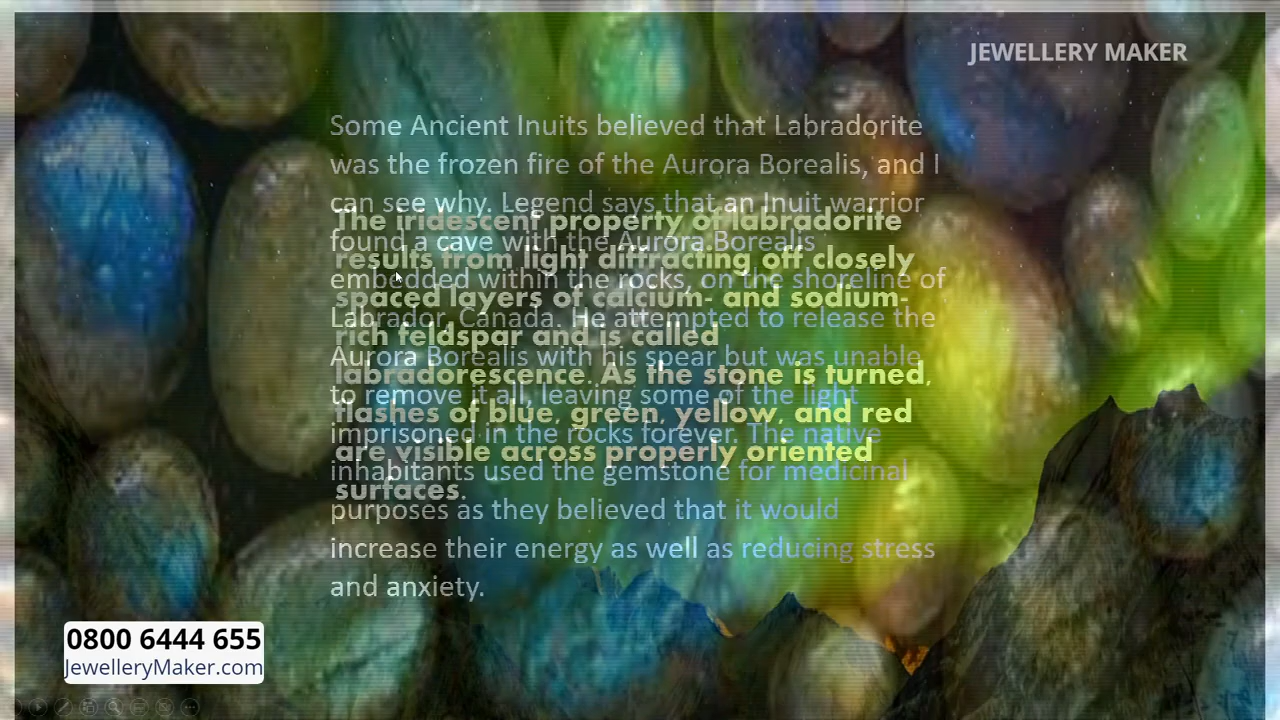 JEWELLERY MAKER
Some Ancient Inuits believed that Labradorite
was the frozen fire of the Aurora Borealis, and I
can see why. Legend says that an Inuit warrior
found a cave with the Aurora Borealis
embedded within the rocks, on the shoreline of
Labrador, Canada. He attempted to release the
Aurora Borealis with his spear but was unable
to remove it all, leaving some of the light
imprisoned in the rocks forever. The native
inhabitants used the gemstone for medicinal
purposes as they believed that it would
increase their energy as well as reducing stress
and anxiety.
The iridescent property of labradorite
results from light diffracting off closely
spaced layers of calcium- and sodium-
rich feldspar and is called
labradorescence. As the stone is turned,
flashes of blue, green, yellow, and red
are visible across properly oriented
surfaces.
0800 6444 655
JewelleryMaker.com